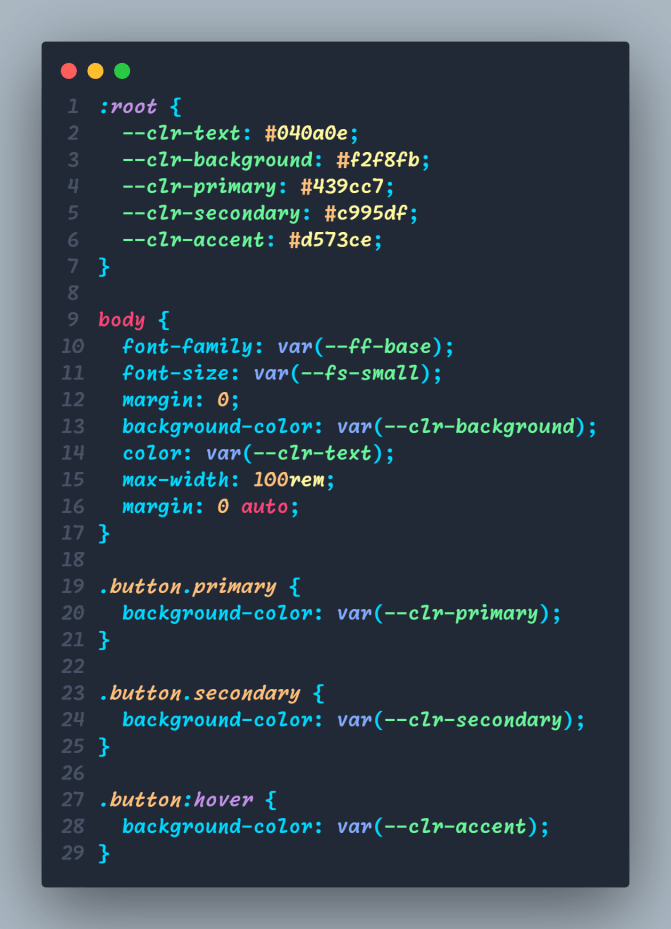 1 :root {
2   --clr-text: #040a0e;
3   --clr-background: #f2f8fb;
4   --clr-primary: #439cc7;
5   --clr-secondary: #c995df;
6   --clr-accent: #d573ce;
7 }
8
9 body {
10   font-family: var(--ff-base);
11   font-size: var(--fs-small);
12   margin: 0;
13   background-color: var(--clr-background);
14   color: var(--clr-text);
15   max-width: 100rem;
16   margin: 0 auto;
17 }
18
19 .button.primary {
20   background-color: var(--clr-primary);
21 }
22
23 .button.secondary {
24   background-color: var(--clr-secondary);
25 }
26
27 .button:hover {
28   background-color: var(--clr-accent);
29 }